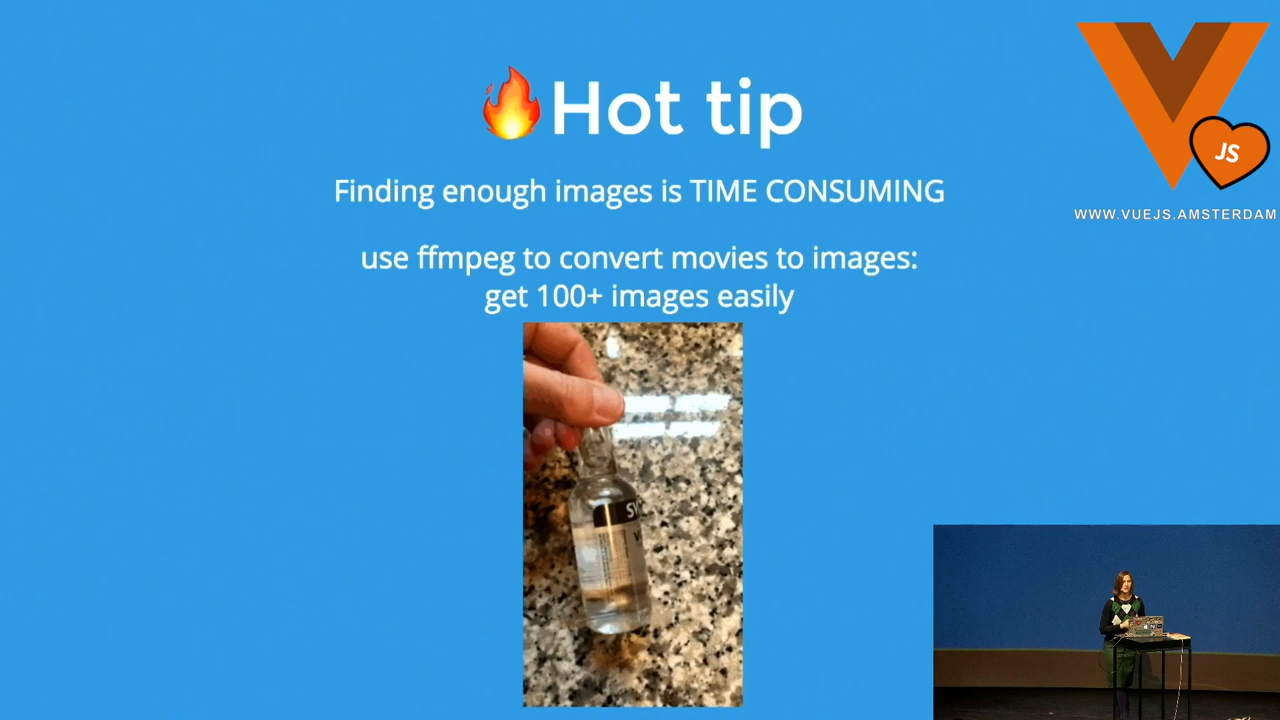 🔥Hot tip
Finding enough images is TIME CONSUMING
use ffmpeg to convert movies to images:
get 100+ images easily
JS
WWW.VUEJS.AMSTERDAM